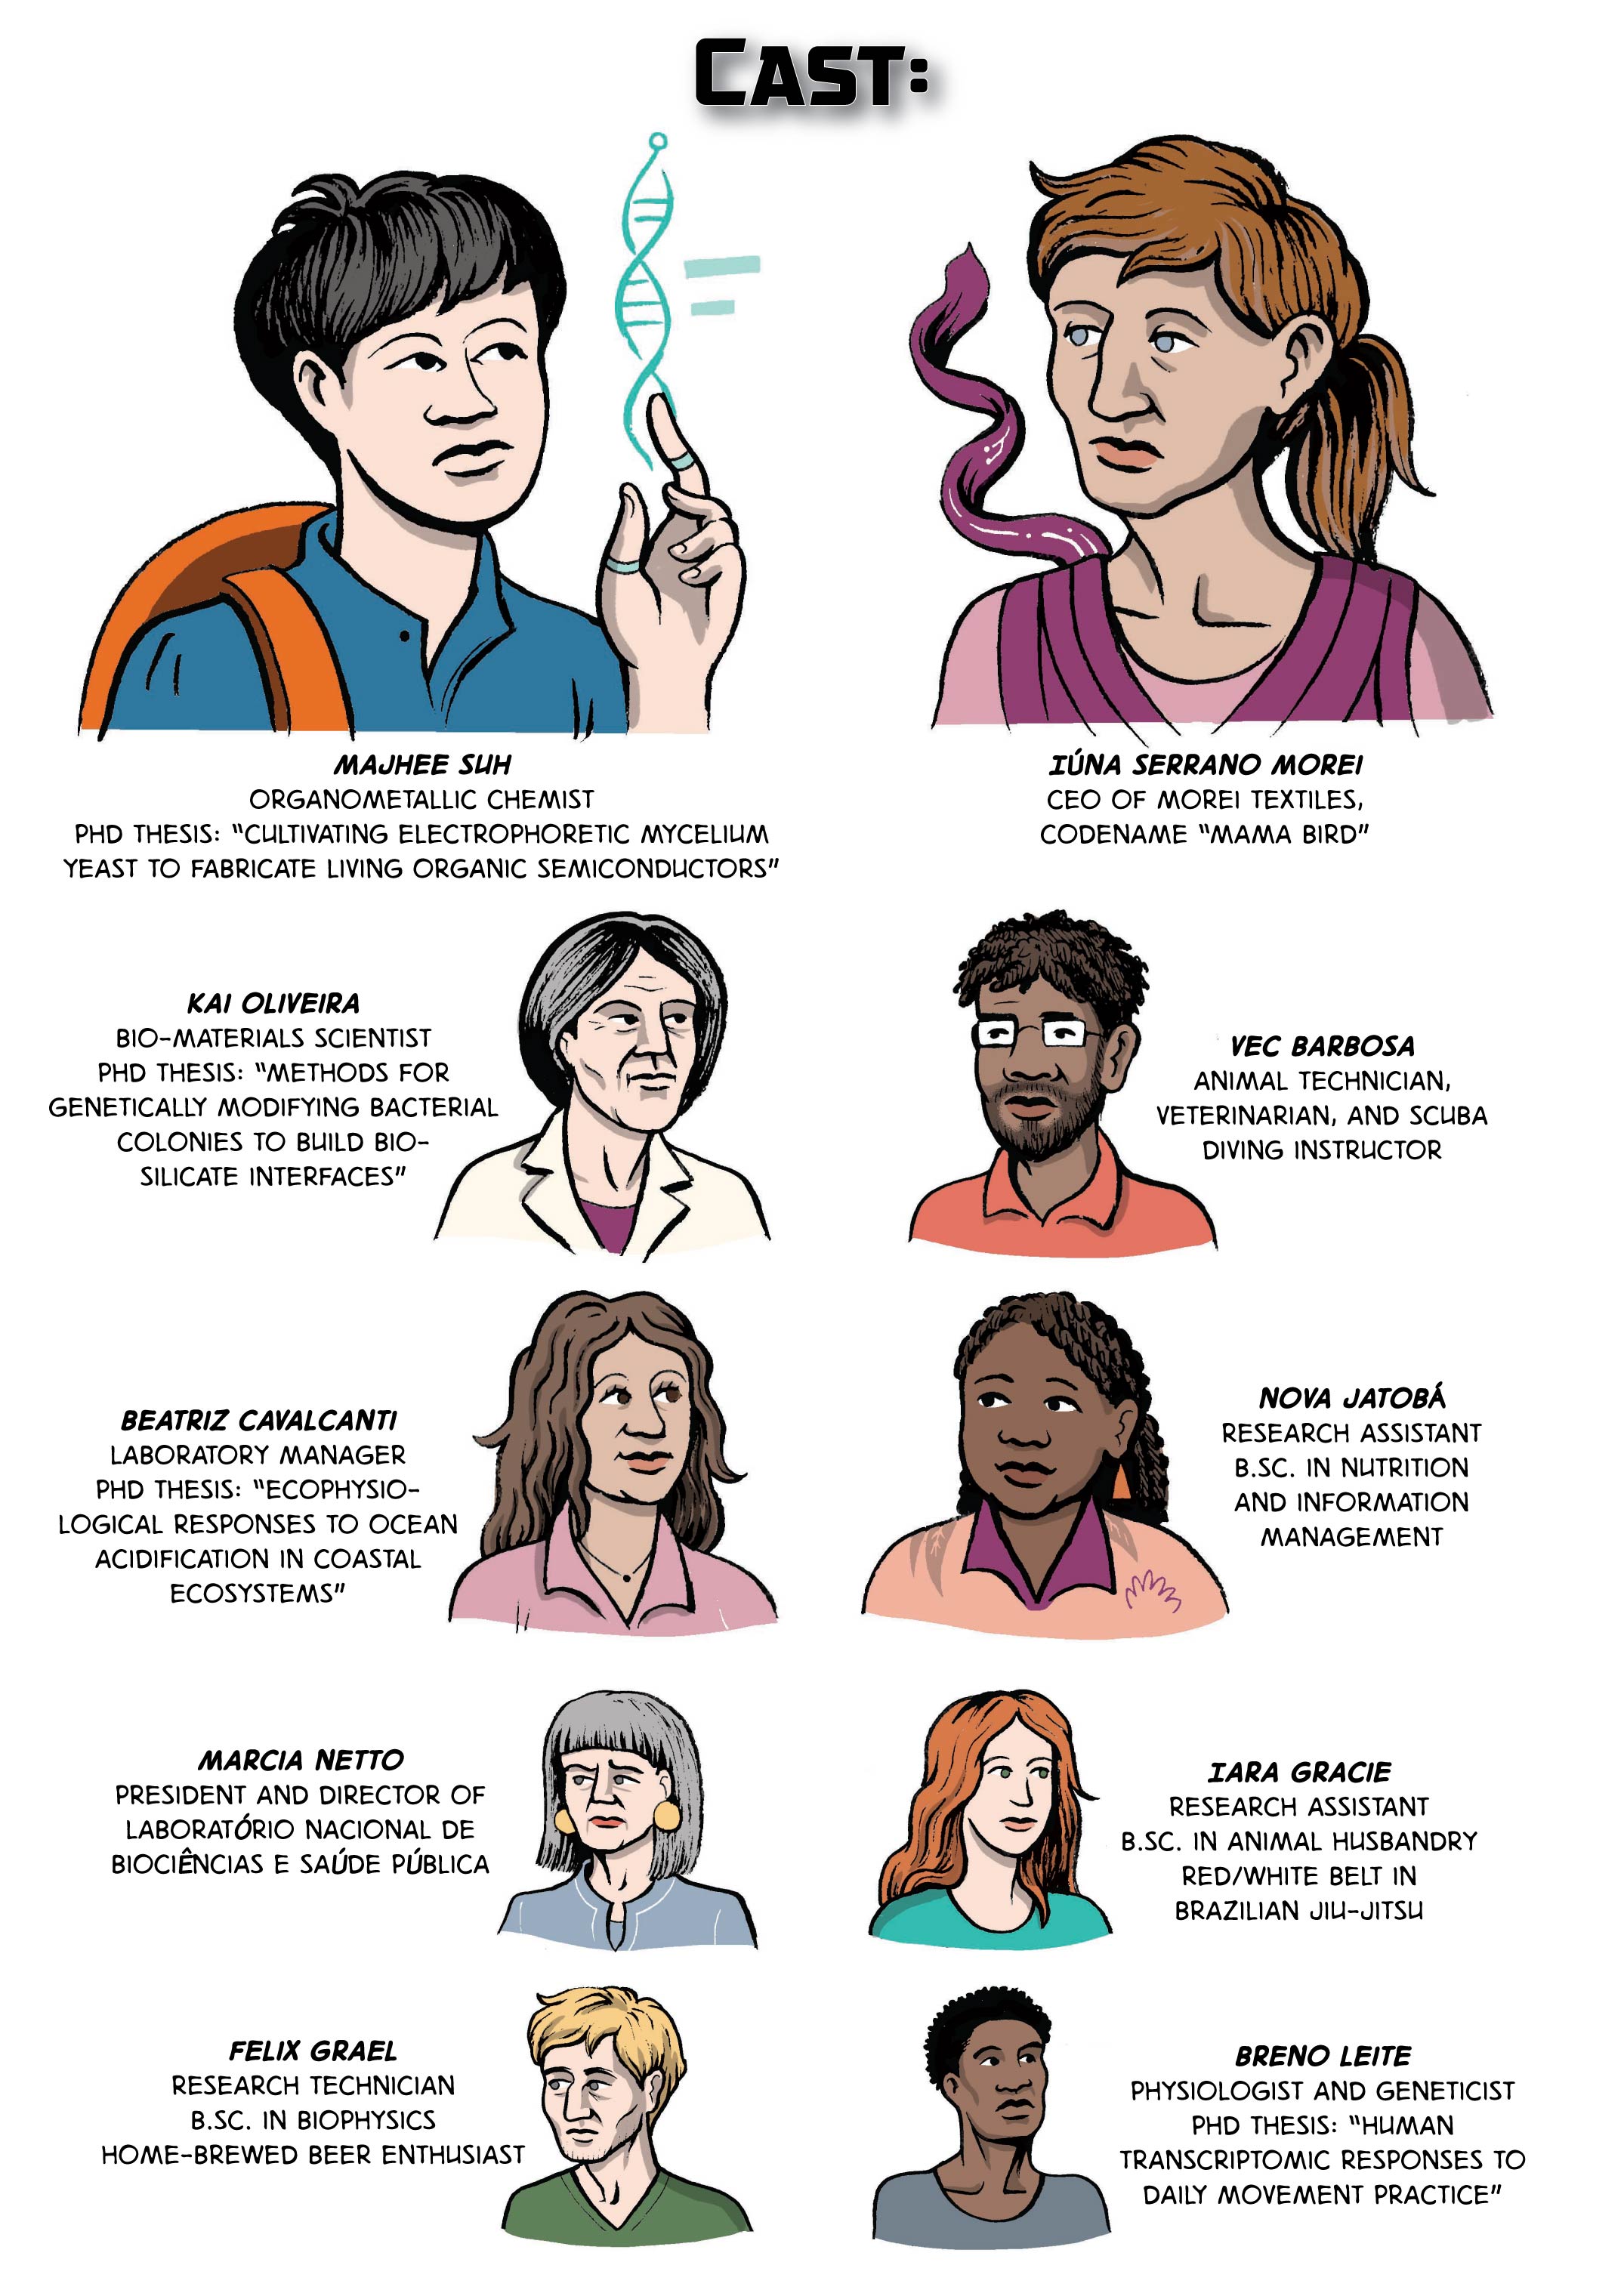 CAST:
MAJHEE SUH
ORGANOMETALLIC CHEMIST
PHD THESIS: "CULTIVATING ELECTROPHORETIC MYCELIUM
YEAST TO FABRICATE LIVING ORGANIC SEMICONDUCTORS"
IÚNA SERRANO MOREI
CEO OF MOREI TEXTILES,
CODENAME "MAMA BIRD"
KAI OLIVEIRA
BIO-MATERIALS SCIENTIST
PHD THESIS: "METHODS FOR
GENETICALLY MODIFYING BACTERIAL
COLONIES TO BUILD BIO-
SILICATE INTERFACES"
VEC BARBOSA
ANIMAL TECHNICIAN,
VETERINARIAN, AND SCUBA
DIVING INSTRUCTOR
BEATRIZ CAVALCANTI
LABORATORY MANAGER
PHD THESIS: "ECOPHYSIO-
LOGICAL RESPONSES TO OCEAN
ACIDIFICATION IN COASTAL
ECOSYSTEMS"
NOVA JATOBÁ
RESEARCH ASSISTANT
B.SC. IN NUTRITION
AND INFORMATION
MANAGEMENT
MARCIA NETTO
PRESIDENT AND DIRECTOR OF
LABORATÓRIO NACIONAL DE
BIOCIÊNCIAS E SAÚDE PÚBLICA
IARA GRACIE
RESEARCH ASSISTANT
B.SC. IN ANIMAL HUSBANDRY
RED/WHITE BELT IN
BRAZILIAN JIU-JITSU
FELIX GRAEL
RESEARCH TECHNICIAN
B.SC. IN BIOPHYSICS
HOME-BREWED BEER ENTHUSIAST
BRENO LEITE
PHYSIOLOGIST AND GENETICIST
PHD THESIS: "HUMAN
TRANSCRIPTOMIC RESPONSES TO
DAILY MOVEMENT PRACTICE"